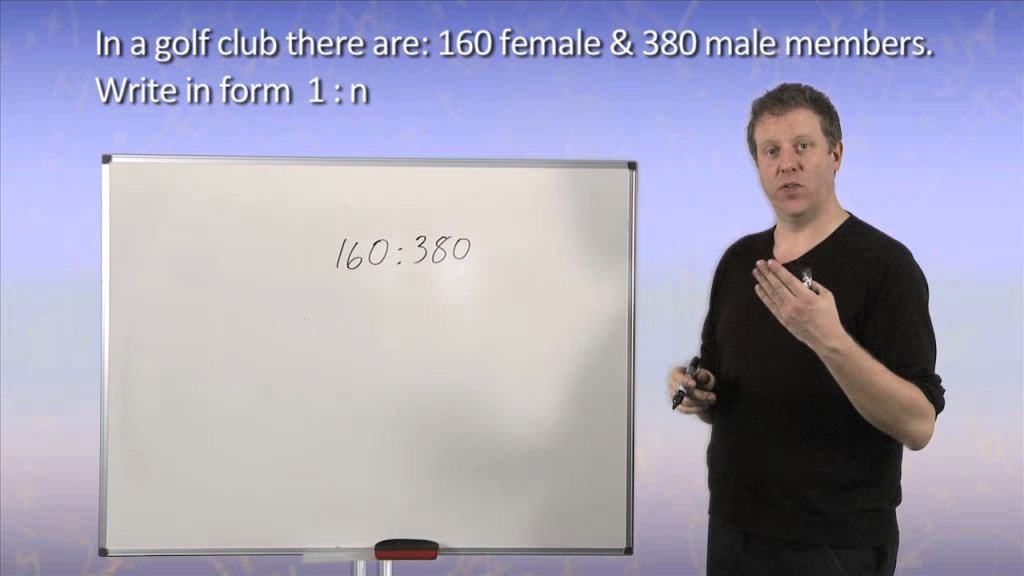 In a golf club there are: 160 female & 380 male members.
Write in form 1 : n
160:380